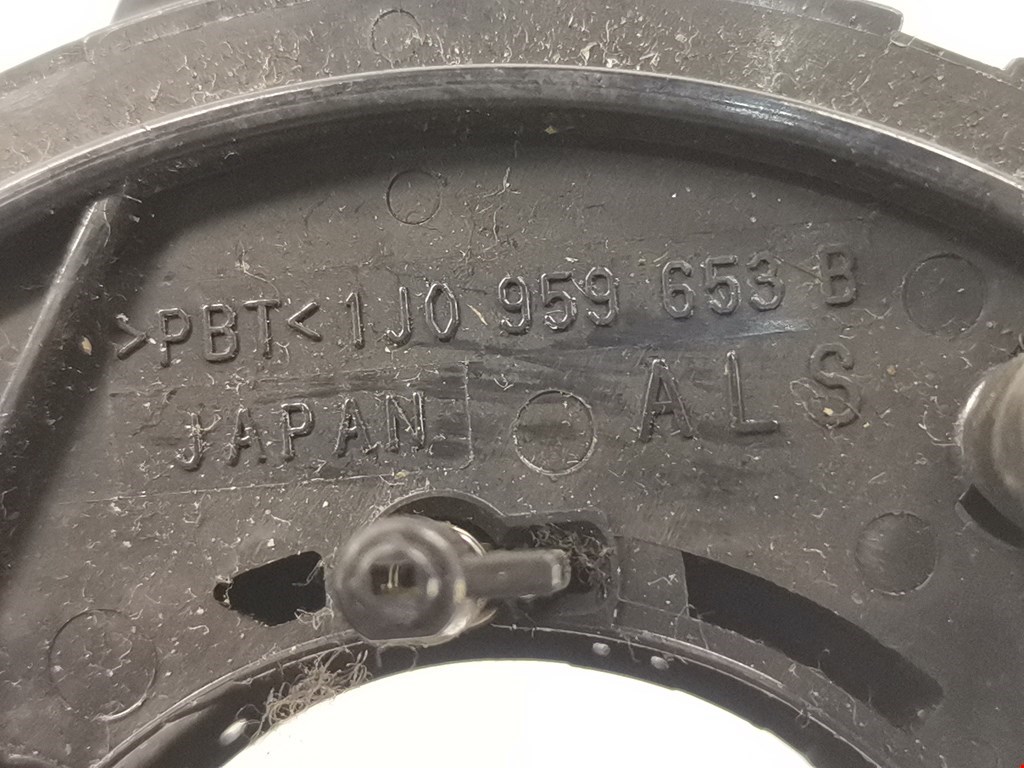 >PBT< 1J0 959 653 B
JAPAN ALS